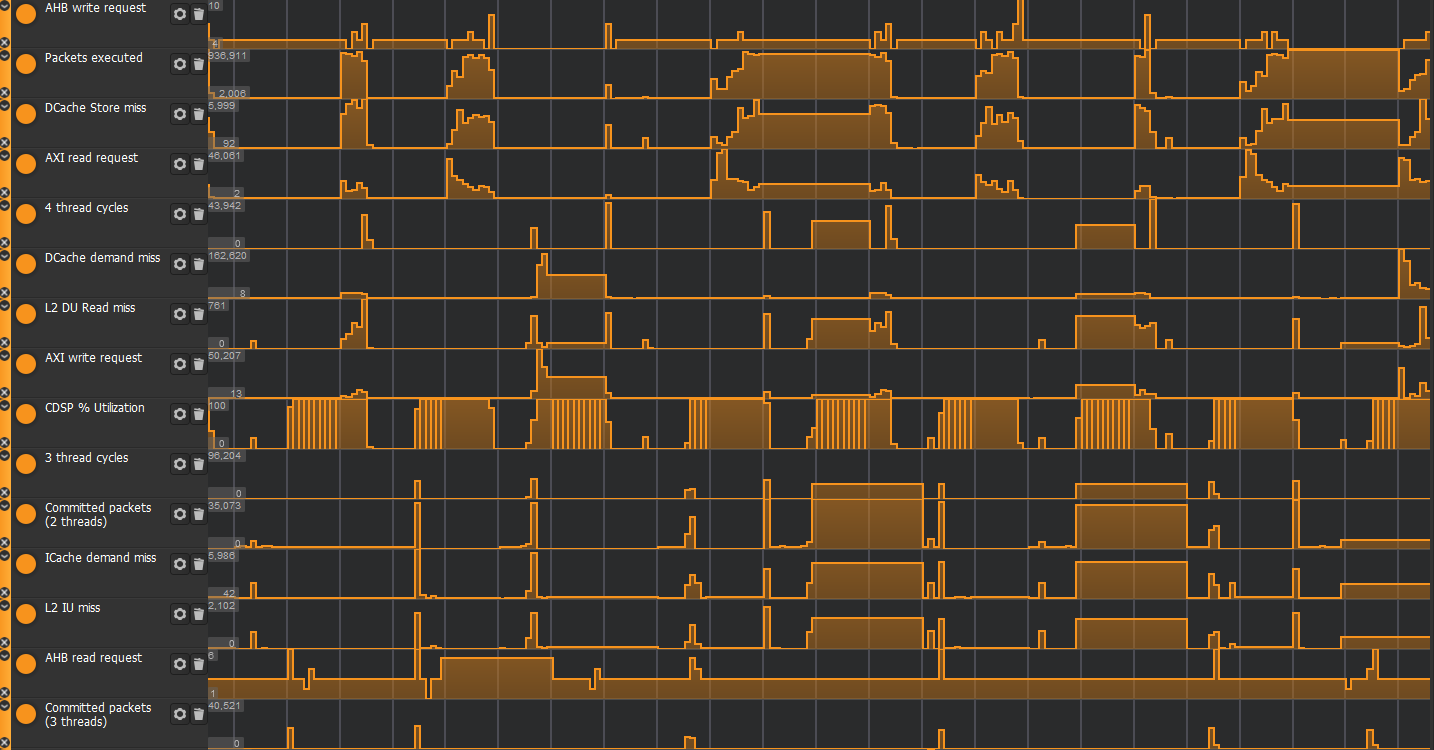 AHB write request
10
4
Packets executed
936,911
2,006
DCache Store miss
5,999
92
AXI read request
46,061
2
4 thread cycles
43,942
0
DCache demand miss
162,620
8
L2 DU Read miss
761
0
AXI write request
50,207
13
CDSP % Utilization
100
0
3 thread cycles
96,204
0
Committed packets
(2 threads)
35,073
0
ICache demand miss
5,986
42
L2 IU miss
2,102
0
AHB read request
6
1
Committed packets
(3 threads)
40,521
0